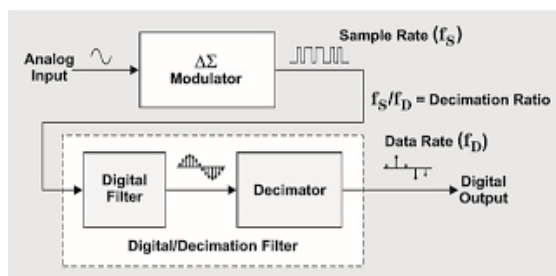 Sample Rate (fS)
Analog
Input
ΔΣ
Modulator
fS/fD = Decimation Ratio
Data Rate (fD)
Digital
Filter
Decimator
Digital
Output
Digital/Decimation Filter